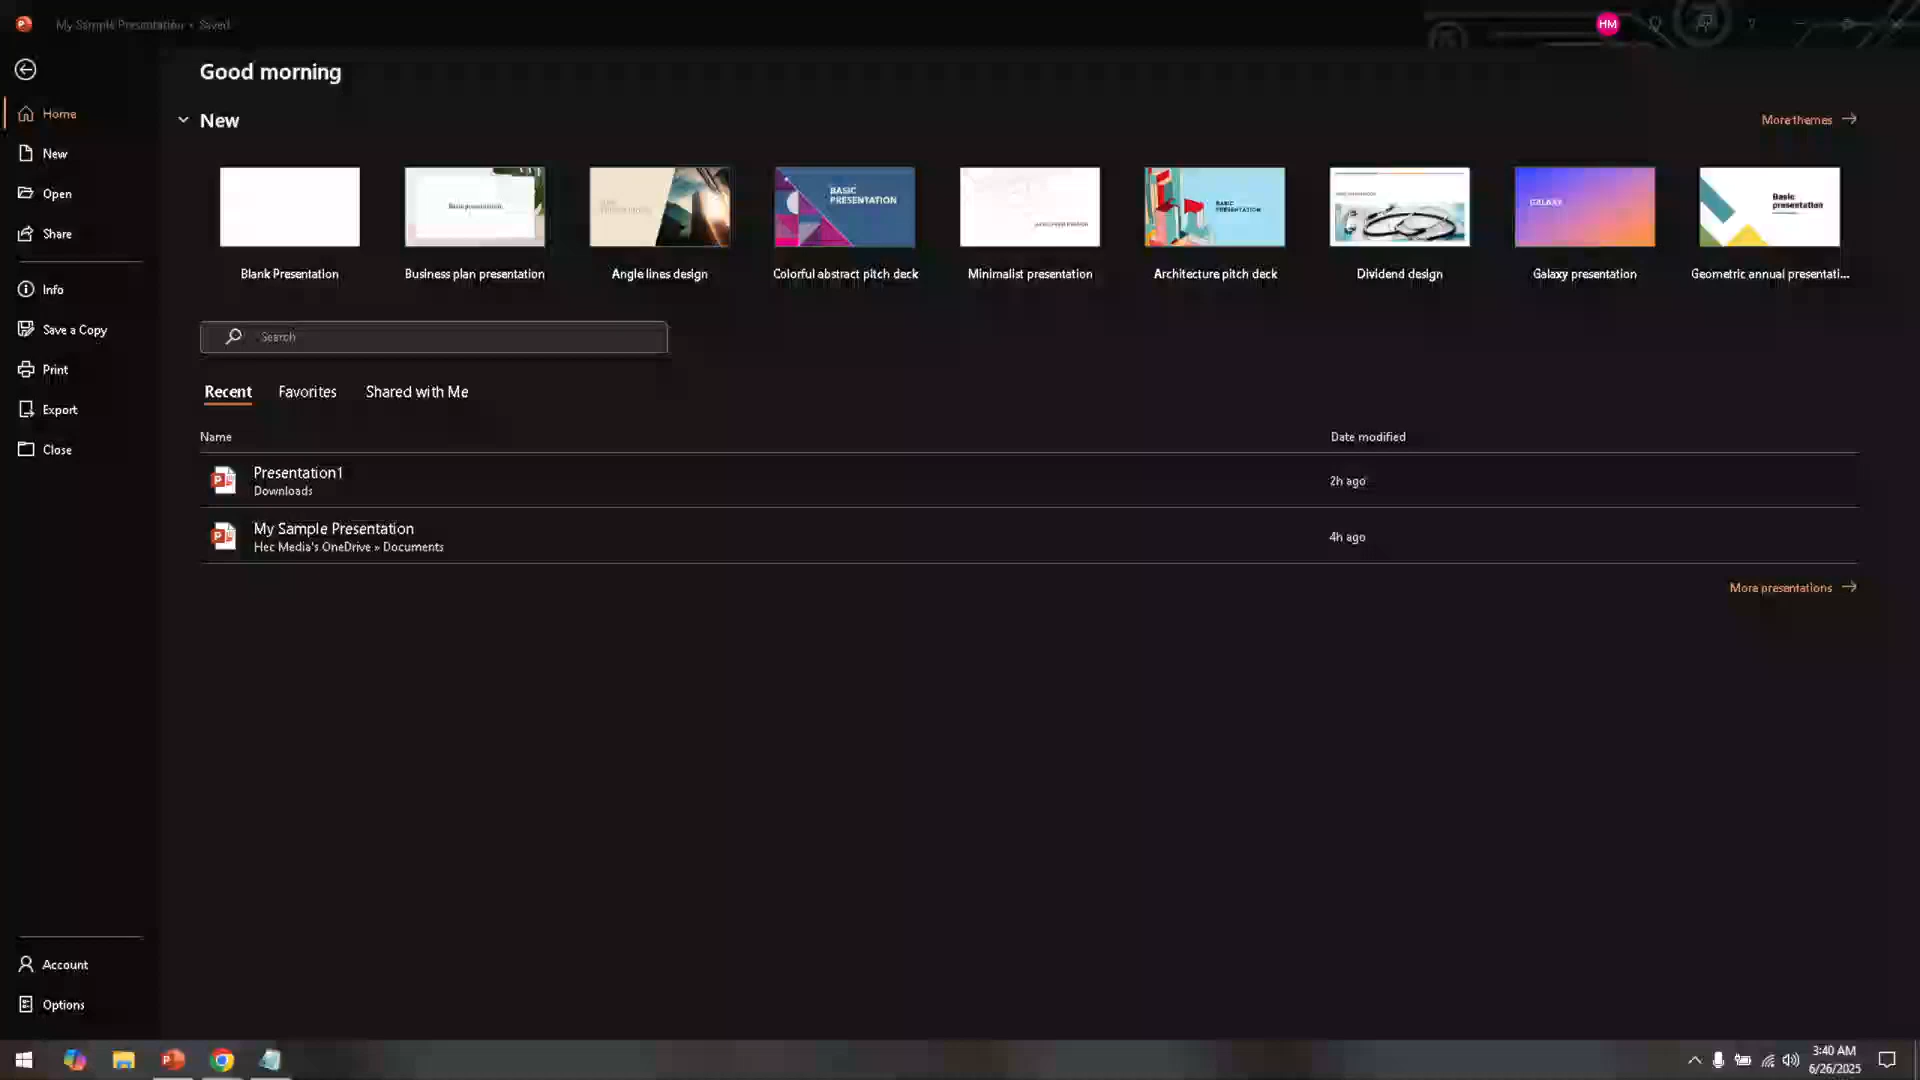 My Sample Presentation • Saved
HM
Good morning
Home
New
More themes
New
Open
Share
BASIC
PRESENTATION
BASIC
PRESENTATION
GALAXY
Basic
presentation
Blank Presentation
Business plan presentation
Angle lines design
Colorful abstract pitch deck
Minimalist presentation
Architecture pitch deck
Dividend design
Galaxy presentation
Geometric annual presentati...
Info
Save a Copy
Search
Print
Recent
Favorites
Shared with Me
Export
Name
Date modified
Close
Presentation1
Downloads
2h ago
My Sample Presentation
Hec Media's OneDrive » Documents
4h ago
More presentations
Account
Options
3:40 AM
6/26/2025